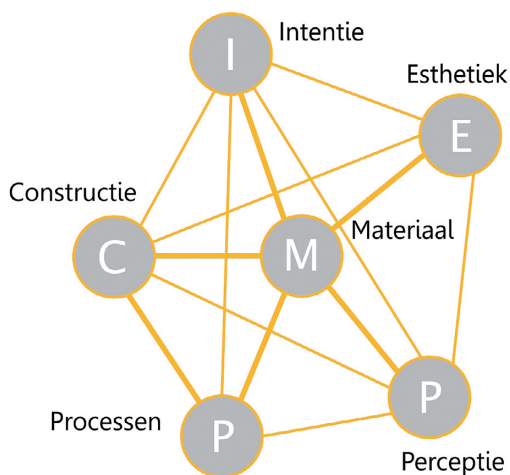 I
Intentie
Esthetiek
E
Constructie
C
M
Materiaal
Processen
P
P
Perceptie